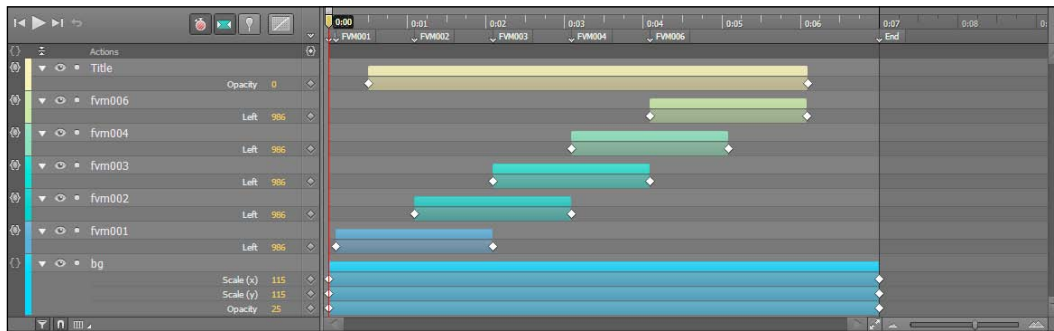 0:00 0:01 0:02 0:03 0:04 0:05 0:06 0:07 0:08
FVM001 FVM002 FVM003 FVM004 FVM006 End
Actions
Title
Opacity 0
fvm006
Left 986
fvm004
Left 986
fvm003
Left 986
fvm002
Left 986
fvm001
Left 986
bg
Scale (x) 115
Scale (y) 115
Opacity 25